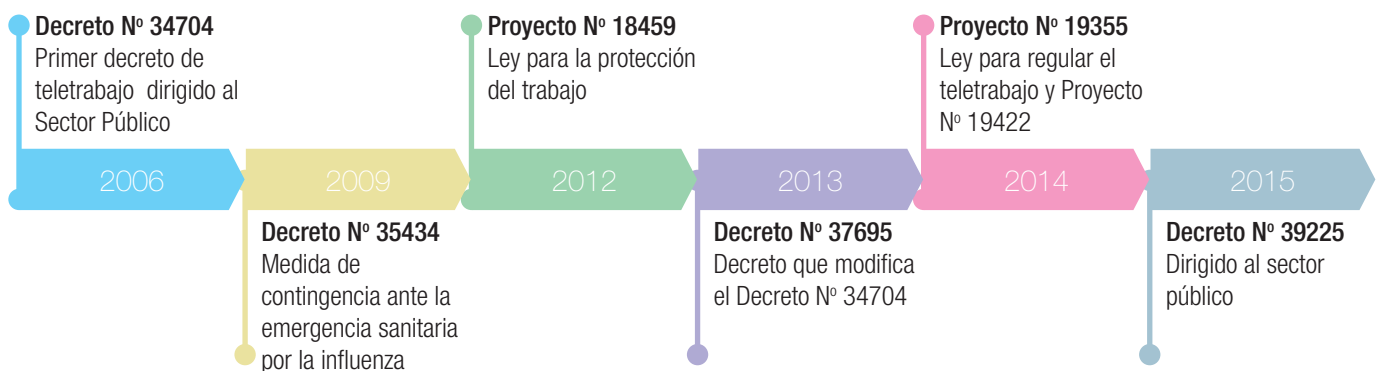 Decreto Nº 34704
Primer decreto de
teletrabajo dirigido al
Sector Público
Proyecto Nº 18459
Ley para la protección
del trabajo
Proyecto Nº 19355
Ley para regular el
teletrabajo y Proyecto
Nº 19422
2006
2009
2012
2013
2014
2015
Decreto Nº 35434
Medida de
contingencia ante la
emergencia sanitaria
por la influenza
Decreto Nº 37695
Decreto que modifica
el Decreto Nº 34704
Decreto Nº 39225
Dirigido al sector
público